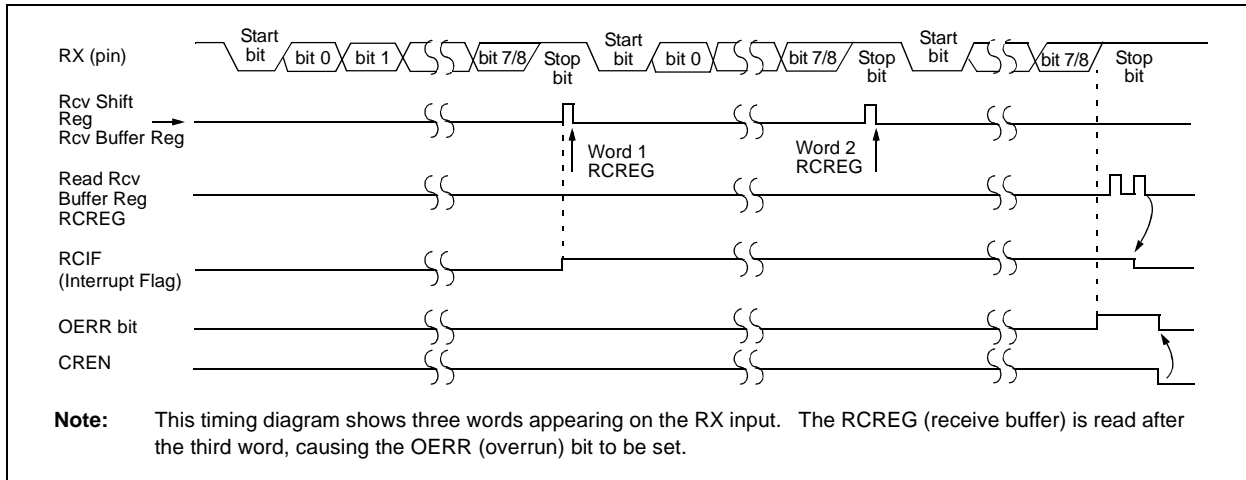 RX (pin)
Start
bit
bit 0
bit 1
bit 7/8
Stop
bit
Start
bit
bit 0
bit 7/8
Stop
bit
Start
bit
bit 7/8
Stop
bit
Rcv Shift
Reg
Rcv Buffer Reg
Word 1
RCREG
Word 2
RCREG
Read Rcv
Buffer Reg
RCREG
RCIF
(Interrupt Flag)
OERR bit
CREN
Note: This timing diagram shows three words appearing on the RX input. The RCREG (receive buffer) is read after
the third word, causing the OERR (overrun) bit to be set.